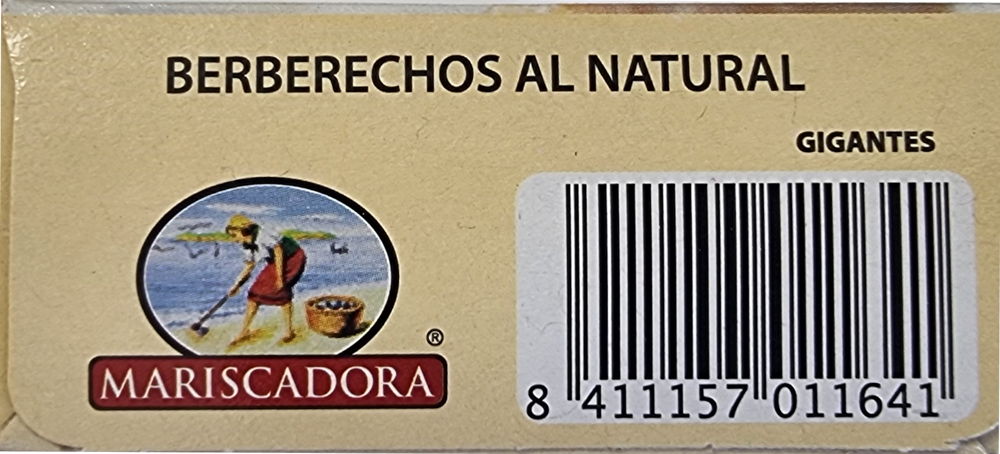 BERBERECHOS AL NATURAL
GIGANTES
®
MARISCADORA
8 411157 011641